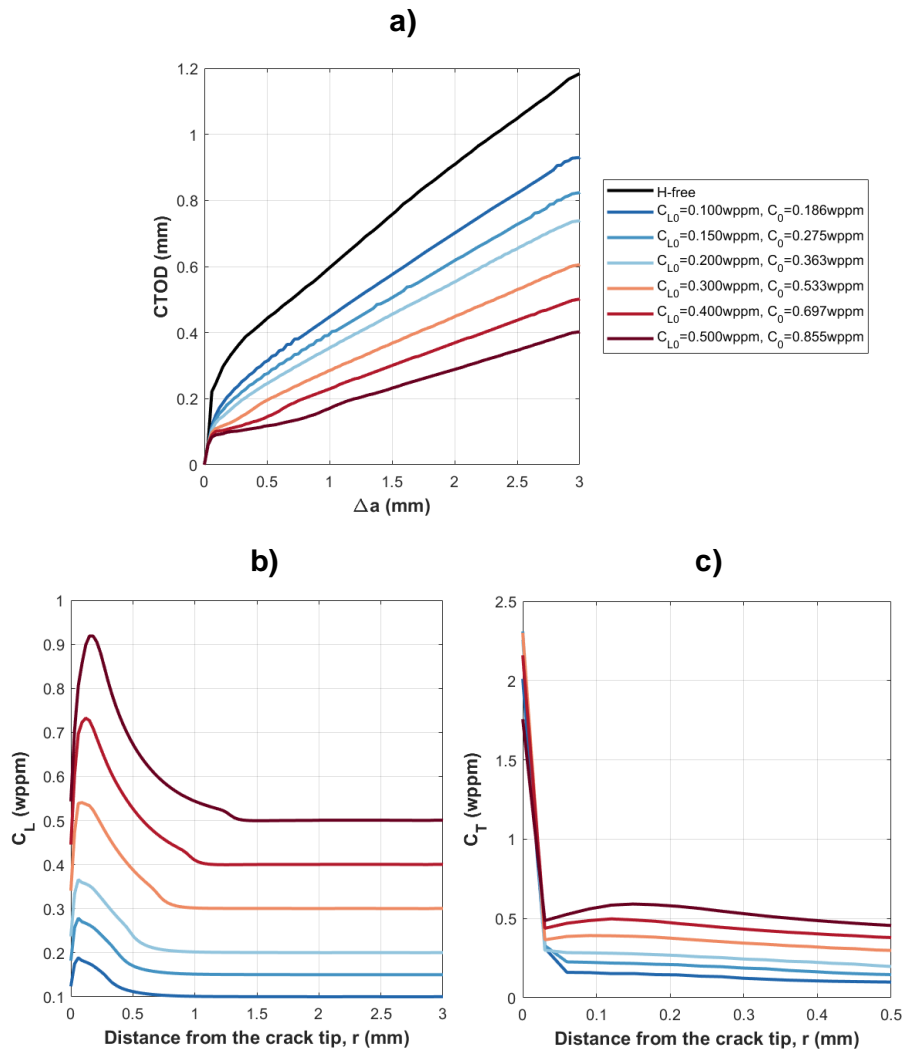 a)
1.2
1
0.8
0.6
0.4
0.2
0
CTOD (mm)
0 0.5 1 1.5 2 2.5 3
Δa (mm)
H-free
C_L0=0.100wppm, C_0=0.186wppm
C_L0=0.150wppm, C_0=0.275wppm
C_L0=0.200wppm, C_0=0.363wppm
C_L0=0.300wppm, C_0=0.533wppm
C_L0=0.400wppm, C_0=0.697wppm
C_L0=0.500wppm, C_0=0.855wppm
b)
1
0.9
0.8
0.7
0.6
0.5
0.4
0.3
0.2
0.1
C_L (wppm)
0 0.5 1 1.5 2 2.5 3
Distance from the crack tip, r (mm)
c)
2.5
2
1.5
1
0.5
0
C_T (wppm)
0 0.1 0.2 0.3 0.4 0.5
Distance from the crack tip, r (mm)